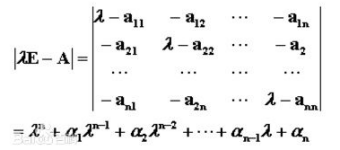 |λE − A| = | λ − a₁₁ − a₁₂ ⋯ − a₁ₙ |
| − a₂₁ λ − a₂₂ ⋯ − a₂ |
| ⋯ ⋯ ⋯ ⋯ |
| − aₙ₁ − a₂ₙ ⋯ λ − aₙₙ |
= λⁿ + α₁λⁿ⁻¹ + α₂λⁿ⁻² + ⋯ + αₙ₋₁λ + αₙ